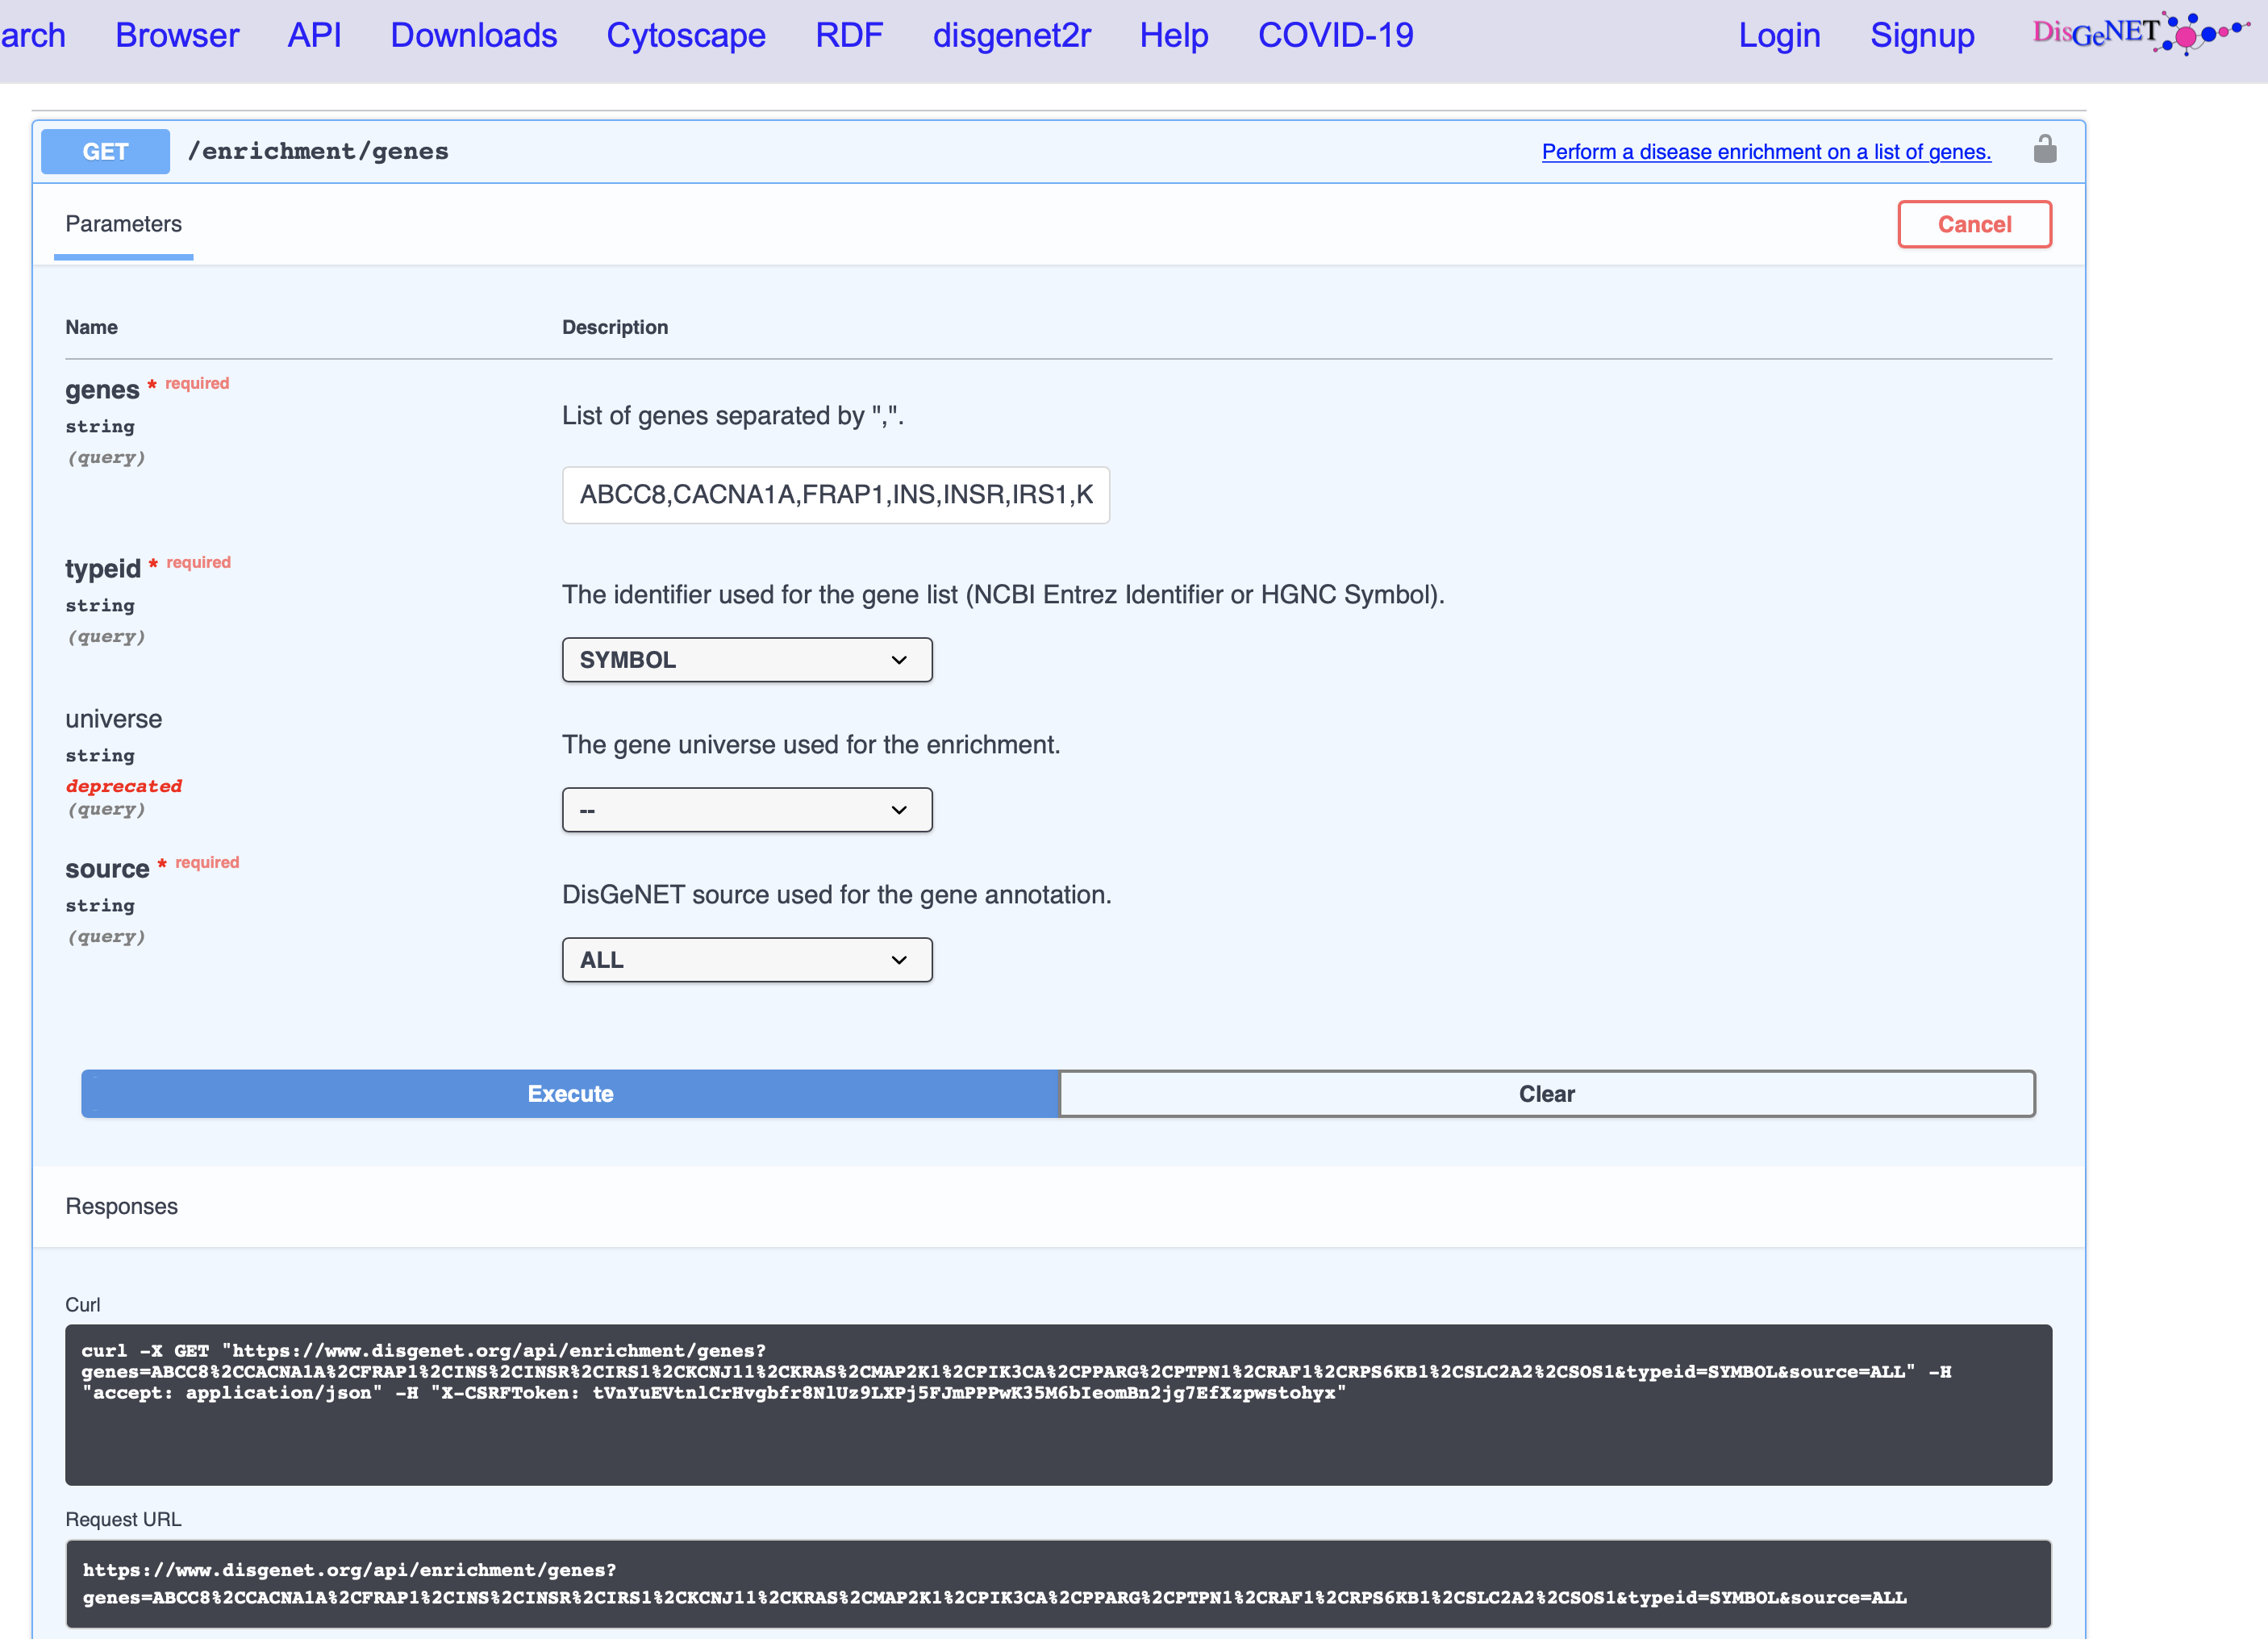 arch Browser API Downloads Cytoscape RDF disgenet2r Help COVID-19 Login Signup DisGeNET
GET /enrichment/genes Perform a disease enrichment on a list of genes.
Parameters Cancel
Name Description
genes * required
string
(query)
List of genes separated by ",".
ABCC8,CACNA1A,FRAP1,INS,INSR,IRS1,K
typeid * required
string
(query)
The identifier used for the gene list (NCBI Entrez Identifier or HGNC Symbol).
SYMBOL
universe
string
deprecated
(query)
The gene universe used for the enrichment.
--
source * required
string
(query)
DisGeNET source used for the gene annotation.
ALL
Execute Clear
Responses
Curl
curl -X GET "https://www.disgenet.org/api/enrichment/genes?
genes=ABCC8%2CCACNA1A%2CFRAP1%2CINS%2CINSR%2CIRS1%2CKCNJ11%2CKRAS%2CMAP2K1%2CPIK3CA%2CPPARG%2CPTPN1%2CRAF1%2CRPS6KB1%2CSLC2A2%2CSOS1&typeid=SYMBOL&source=ALL" -H
"accept: application/json" -H "X-CSRFToken: tVnYuEVtnlCrHvgbfr8NlUz9LXPj5FJmPPPwK35M6bIeomBn2jg7EfXzpwstohyx"
Request URL
https://www.disgenet.org/api/enrichment/genes?
genes=ABCC8%2CCACNA1A%2CFRAP1%2CINS%2CINSR%2CIRS1%2CKCNJ11%2CKRAS%2CMAP2K1%2CPIK3CA%2CPPARG%2CPTPN1%2CRAF1%2CRPS6KB1%2CSLC2A2%2CSOS1&typeid=SYMBOL&source=ALL